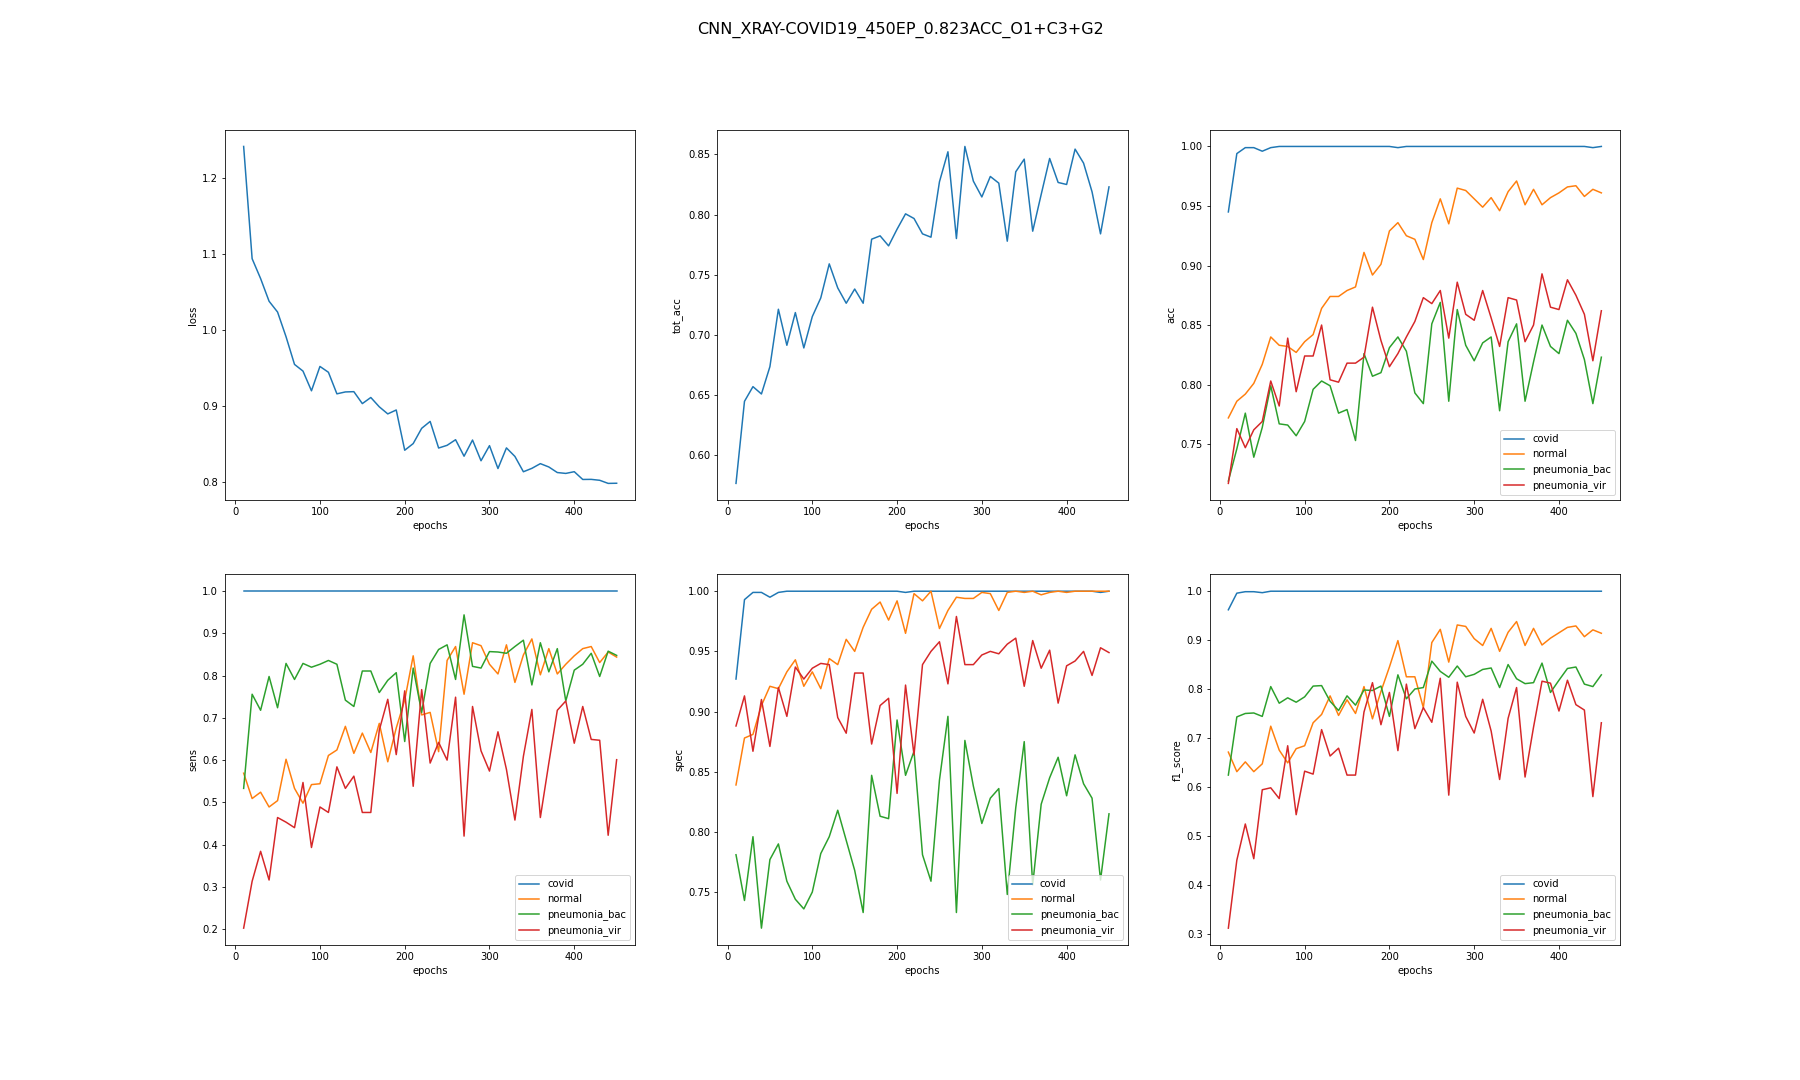 CNN_XRAY-COVID19_450EP_0.823ACC_O1+C3+G2
loss
1.2
1.1
1.0
0.9
0.8
0 100 200 300 400
epochs
tot_acc
0.85
0.80
0.75
0.70
0.65
0.60
0 100 200 300 400
epochs
acc
1.00
0.95
0.90
0.85
0.80
0.75
covid
normal
pneumonia_bac
pneumonia_vir
0 100 200 300 400
epochs
sens
1.0
0.9
0.8
0.7
0.6
0.5
0.4
0.3
0.2
covid
normal
pneumonia_bac
pneumonia_vir
0 100 200 300 400
epochs
spec
1.00
0.95
0.90
0.85
0.80
0.75
covid
normal
pneumonia_bac
pneumonia_vir
0 100 200 300 400
epochs
f1_score
1.0
0.9
0.8
0.7
0.6
0.5
0.4
0.3
covid
normal
pneumonia_bac
pneumonia_vir
0 100 200 300 400
epochs